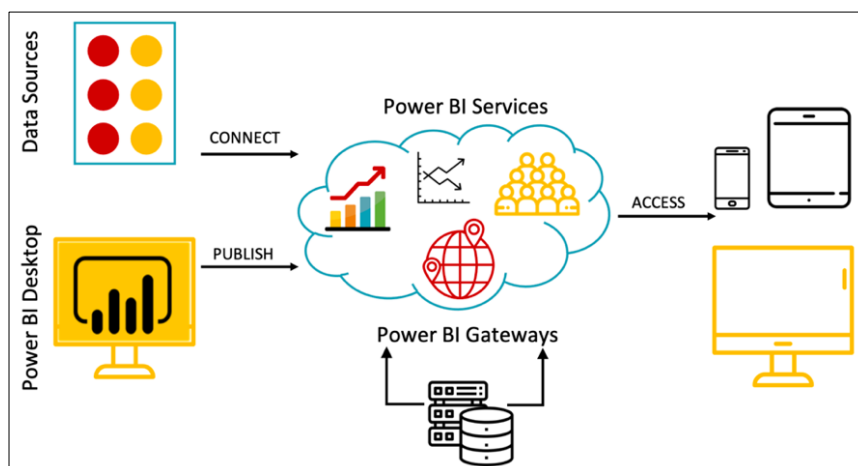 Data Sources
CONNECT
Power BI Services
ACCESS
Power BI Desktop
PUBLISH
Power BI Gateways